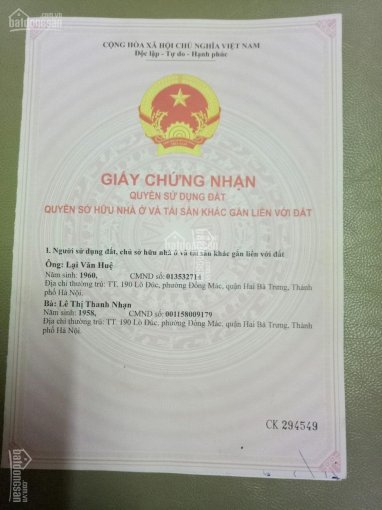 CỘNG HÒA XÃ HỘI CHỦ NGHĨA VIỆT NAM
Độc lập - Tự do - Hạnh phúc
GIẤY CHỨNG NHẬN
QUYỀN SỬ DỤNG ĐẤT
QUYỀN SỞ HỮU NHÀ Ở VÀ TÀI SẢN KHÁC GẮN LIỀN VỚI ĐẤT
I. Người sử dụng đất, chủ sở hữu nhà ở và tài sản khác gắn liền với đất
Ông: Lại Văn Huệ
Năm sinh: 1960, CMND số: 013532714
Địa chỉ thường trú: TT. 190 Lò Đúc, phường Đống Mác, quận Hai Bà Trưng, Thành
phố Hà Nội.
Bà: Lê Thị Thanh Nhạn
Năm sinh: 1958, CMND số: 001158009179
Địa chỉ thường trú: TT. 190 Lò Đúc, phường Đống Mác, quận Hai Bà Trưng, Thành
phố Hà Nội.
CK 294549
batdongsan
.com.vn